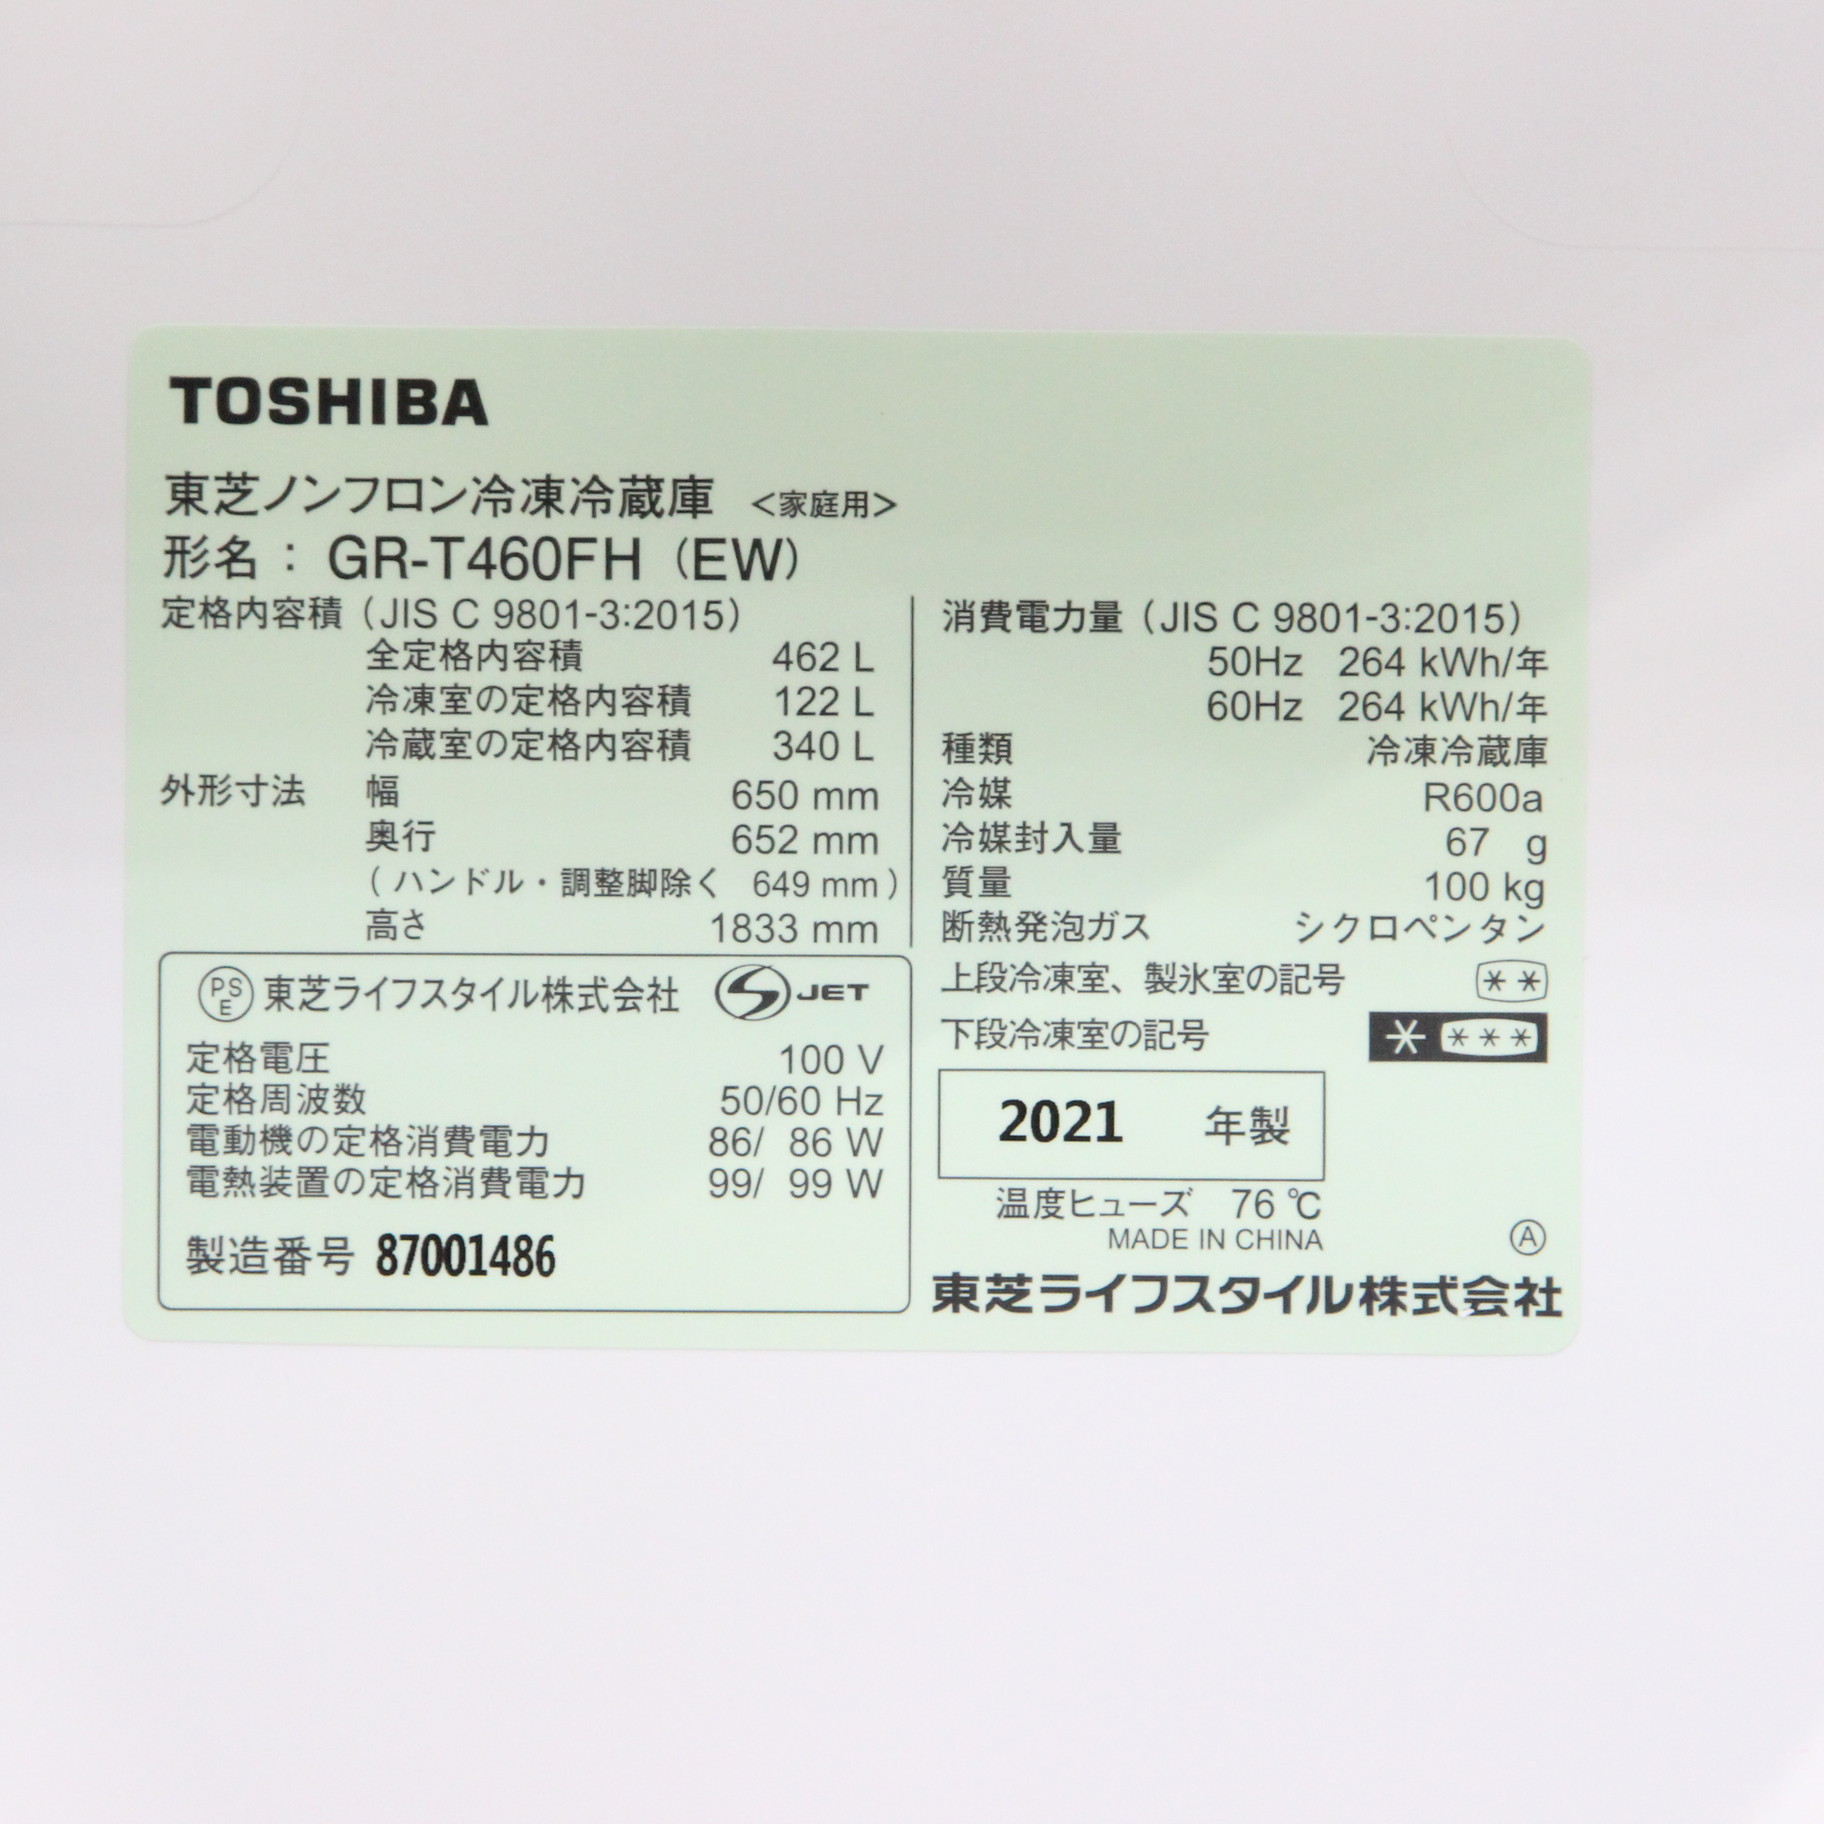 TOSHIBA
東芝ノンフロン冷凍冷蔵庫 <家庭用>
形名： GR-T460FH (EW)
定格内容積 (JIS C 9801-3:2015)
全定格内容積 462 L
冷凍室の定格内容積 122 L
冷蔵室の定格内容積 340 L
外形寸法 幅 650 mm
奥行 652 mm
(ハンドル・調整脚除く 649 mm)
高さ 1833 mm
PS
E 東芝ライフスタイル株式会社 S JET
定格電圧 100 V
定格周波数 50/60 Hz
電動機の定格消費電力 86/ 86 W
電熱装置の定格消費電力 99/ 99 W
製造番号 87001486
消費電力量 (JIS C 9801-3:2015)
50Hz 264 kWh/年
60Hz 264 kWh/年
種類 冷凍冷蔵庫
冷媒 R600a
冷媒封入量 67 g
質量 100 kg
断熱発泡ガス シクロペンタン
上段冷凍室、製氷室の記号 **
下段冷凍室の記号 * ***
2021 年製
温度ヒューズ 76 ℃
MADE IN CHINA
Ⓐ
東芝ライフスタイル株式会社